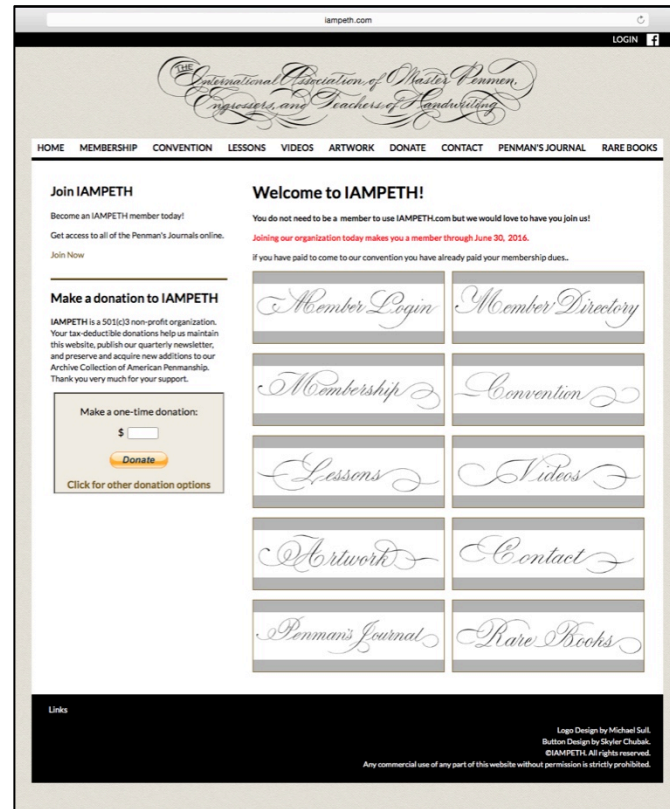 iampeth.com
LOGIN
THE
International Association of Master Penmen,
Engrossers, and Teachers of Handwriting
HOME MEMBERSHIP CONVENTION LESSONS VIDEOS ARTWORK DONATE CONTACT PENMAN'S JOURNAL RARE BOOKS
Join IAMPETH
Become an IAMPETH member today!
Get access to all of the Penman's Journals online.
Join Now
Make a donation to IAMPETH
IAMPETH is a 501(c)3 non-profit organization.
Your tax-deductible donations help us maintain
this website, publish our quarterly newsletter,
and preserve and acquire new additions to our
Archive Collection of American Penmanship.
Thank you very much for your support.
Make a one-time donation:
$
Donate
Click for other donation options
Welcome to IAMPETH!
You do not need to be a member to use IAMPETH.com but we would love to have you join us!
Joining our organization today makes you a member through June 30, 2016.
if you have paid to come to our convention you have already paid your membership dues..
Member Login
Member Directory
Membership
Convention
Lessons
Videos
Artwork
Contact
Penman's Journal
Rare Books
Links
Logo Design by Michael Sull.
Button Design by Skyler Chubak.
©IAMPETH. All rights reserved.
Any commercial use of any part of this website without permission is strictly prohibited.